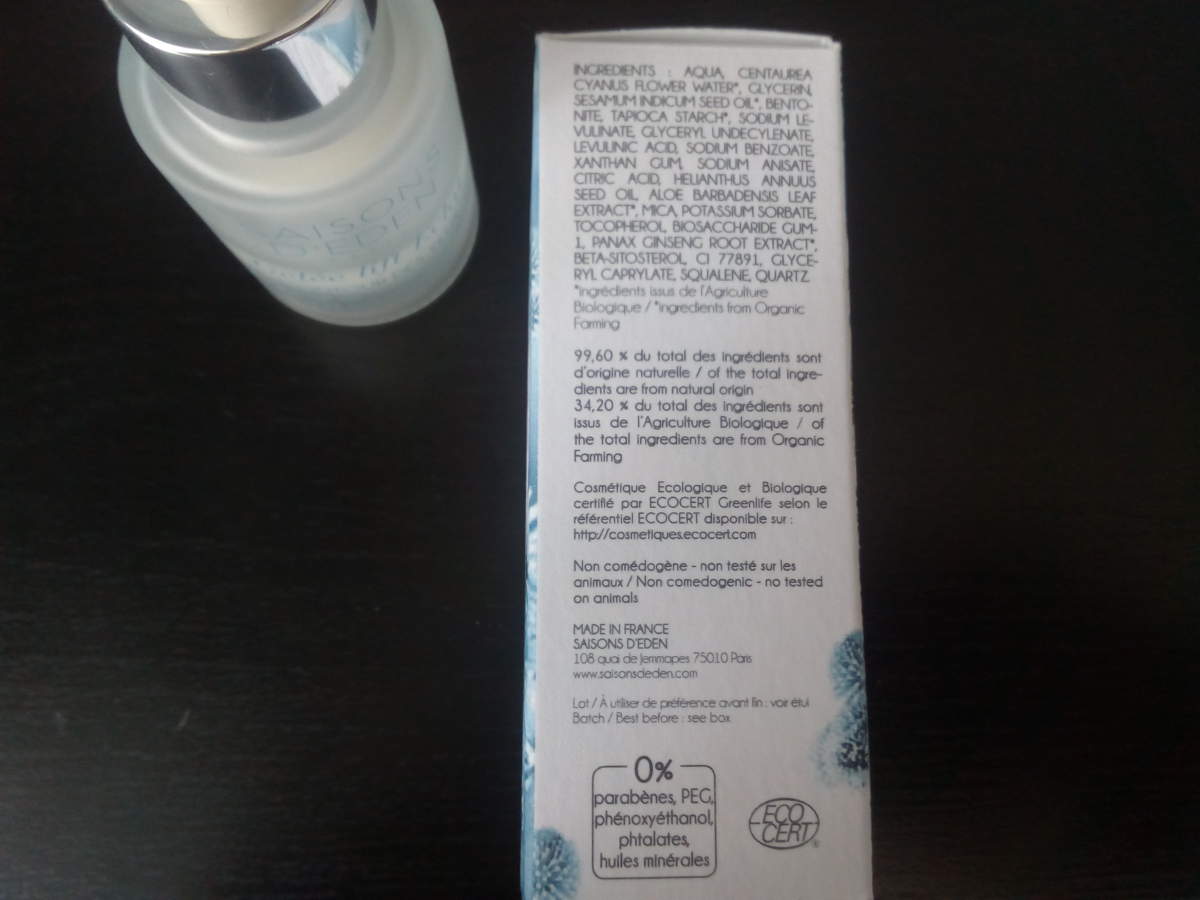 SAISONS
D'EDEN
INGREDIENTS : AQUA, CENTAUREA
CYANUS FLOWER WATER*, GLYCERIN,
SESAMUM INDICUM SEED OIL*, BENTO-
NITE, TAPIOCA STARCH*, SODIUM LE-
VULINATE, GLYCERYL UNDECYLENATE,
LEVULINIC ACID, SODIUM BENZOATE,
XANTHAN GUM, SODIUM ANISATE,
CITRIC ACID, HELIANTHUS ANNUUS
SEED OIL, ALOE BARBADENSIS LEAF
EXTRACT*, MICA, POTASSIUM SORBATE,
TOCOPHEROL, BIOSACCHARIDE GUM-
1, PANAX GINSENG ROOT EXTRACT*,
BETA-SITOSTEROL, CI 77891, GLYCE-
RYL CAPRYLATE, SQUALENE, QUARTZ.
*ingrédients issus de l'Agriculture
Biologique / *ingredients from Organic
Farming
99,60 % du total des ingrédients sont
d'origine naturelle / of the total ingre-
dients are from natural origin
34,20 % du total des ingrédients sont
issus de l'Agriculture Biologique / of
the total ingredients are from Organic
Farming
Cosmétique Ecologique et Biologique
certifié par ECOCERT Greenlife selon le
référentiel ECOCERT disponible sur :
http://cosmetiques.ecocert.com
Non comédogène - non testé sur les
animaux / Non comedogenic - no tested
on animals
MADE IN FRANCE
SAISONS D'EDEN
108 quai de Jemmapes 75010 Paris
www.saisonsdeden.com
Lot / À utiliser de préférence avant fin : voir étui
Batch / Best before : see box
0%
parabènes, PEG,
phénoxyéthanol,
phtalates,
huiles minérales
ECO
CERT®